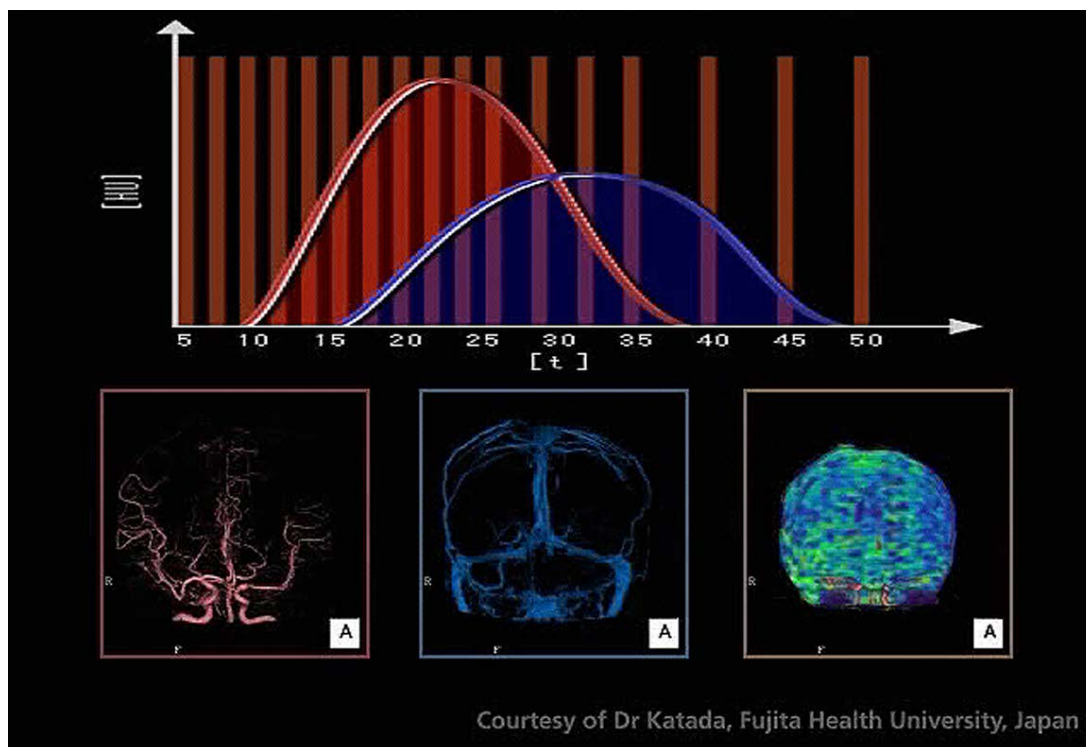 [HU]
5 10 15 20 25 30 35 40 45 50
[t]
R
A
F
R
A
F
R
A
F
Courtesy of Dr Katada, Fujita Health University, Japan